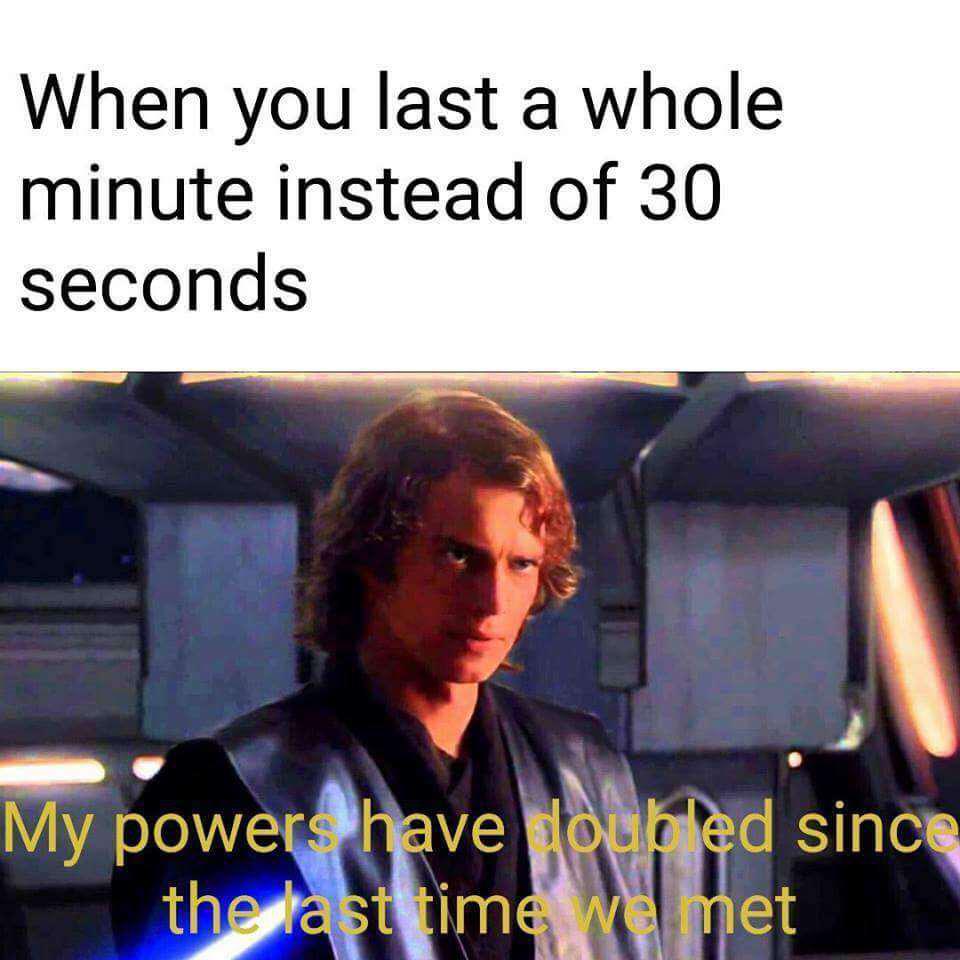 When you last a whole
minute instead of 30
seconds
My powers have doubled since
the last time we met